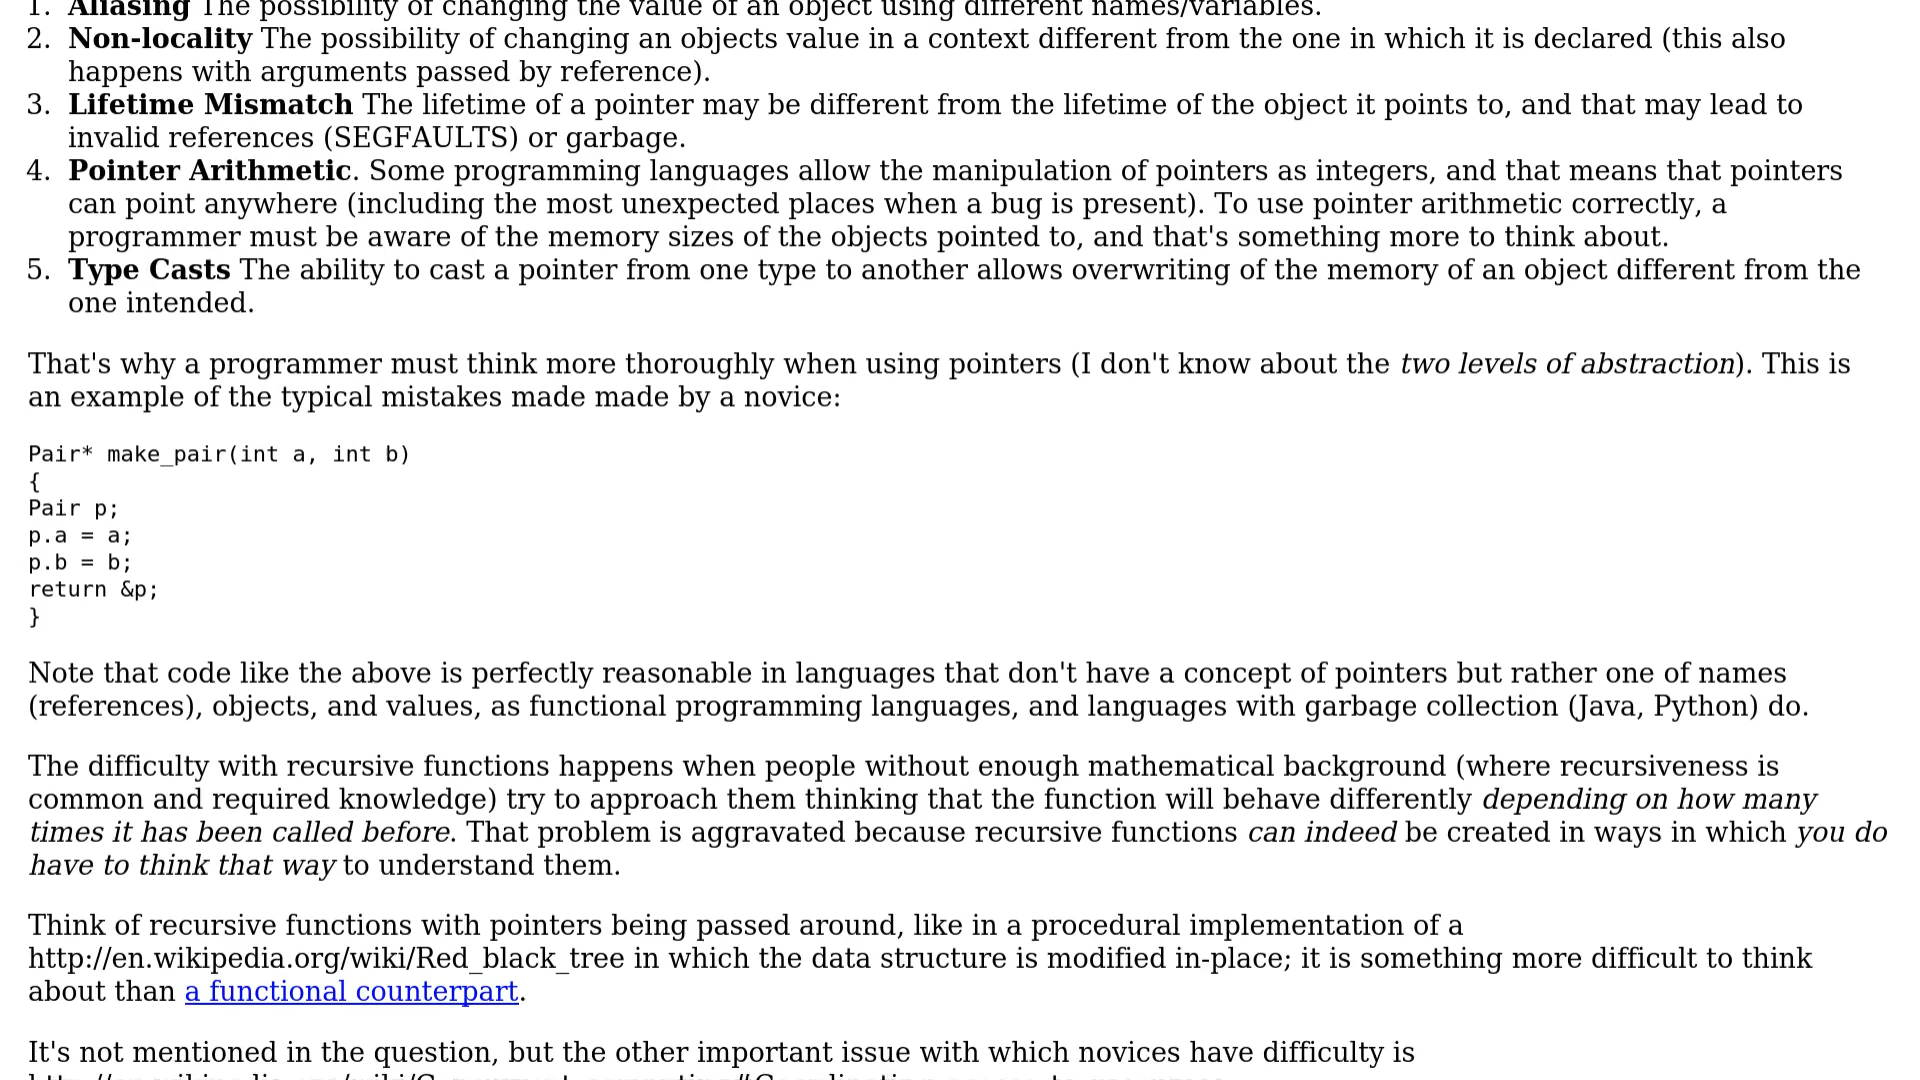 1. Aliasing The possibility of changing the value of an object using different names/variables.
2. Non-locality The possibility of changing an objects value in a context different from the one in which it is declared (this also
happens with arguments passed by reference).
3. Lifetime Mismatch The lifetime of a pointer may be different from the lifetime of the object it points to, and that may lead to
invalid references (SEGFAULTS) or garbage.
4. Pointer Arithmetic. Some programming languages allow the manipulation of pointers as integers, and that means that pointers
can point anywhere (including the most unexpected places when a bug is present). To use pointer arithmetic correctly, a
programmer must be aware of the memory sizes of the objects pointed to, and that's something more to think about.
5. Type Casts The ability to cast a pointer from one type to another allows overwriting of the memory of an object different from the
one intended.
That's why a programmer must think more thoroughly when using pointers (I don't know about the two levels of abstraction). This is
an example of the typical mistakes made made by a novice:
Pair* make_pair(int a, int b)
{
Pair p;
p.a = a;
p.b = b;
return &p;
}
Note that code like the above is perfectly reasonable in languages that don't have a concept of pointers but rather one of names
(references), objects, and values, as functional programming languages, and languages with garbage collection (Java, Python) do.
The difficulty with recursive functions happens when people without enough mathematical background (where recursiveness is
common and required knowledge) try to approach them thinking that the function will behave differently depending on how many
times it has been called before. That problem is aggravated because recursive functions can indeed be created in ways in which you do
have to think that way to understand them.
Think of recursive functions with pointers being passed around, like in a procedural implementation of a
http://en.wikipedia.org/wiki/Red_black_tree in which the data structure is modified in-place; it is something more difficult to think
about than a functional counterpart.
It's not mentioned in the question, but the other important issue with which novices have difficulty is